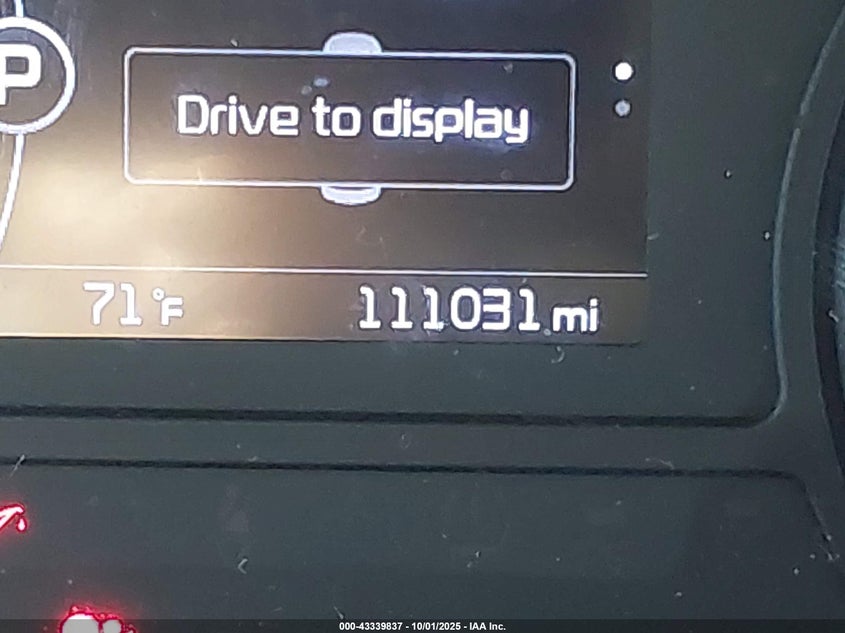 P
Drive to display
71°F 111031 mi
000-43339837 - 10/01/2025 - IAA Inc.